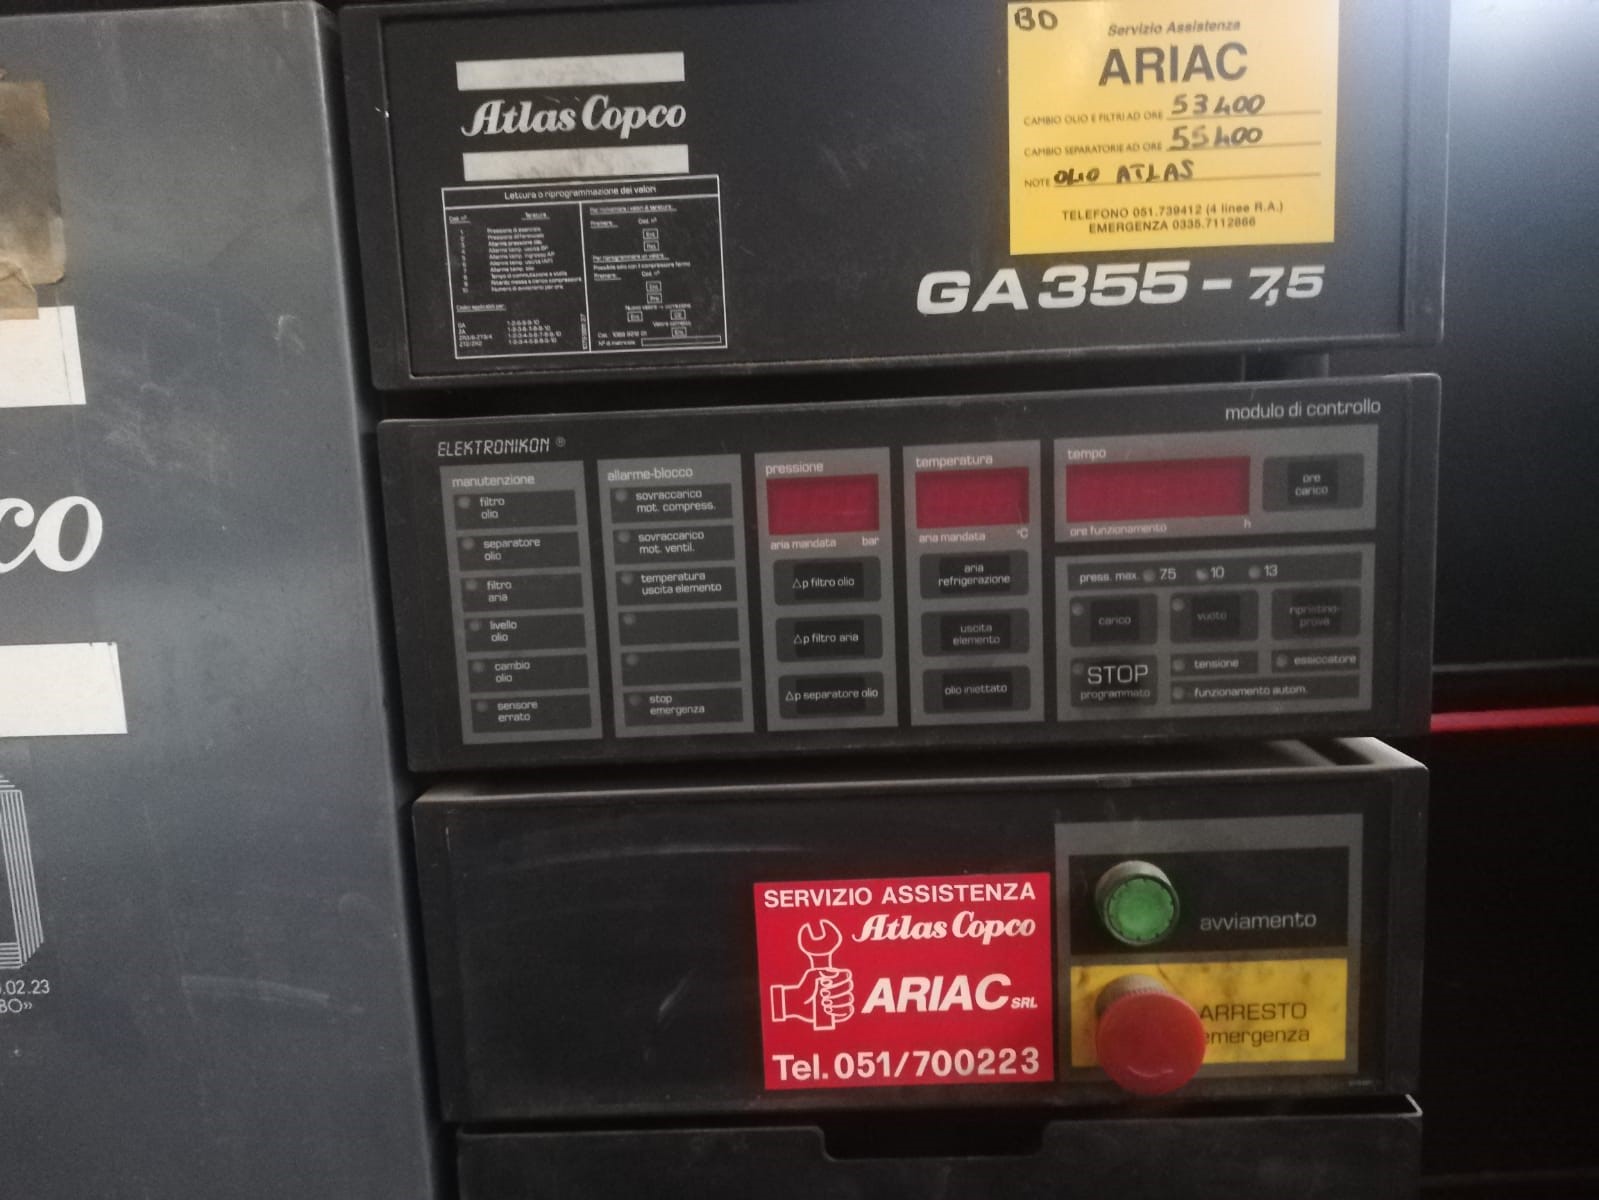 BO
Servizio Assistenza
ARIAC
CAMBIO OLIO E FILTRI AD ORE 53400
CAMBIO SEPARATORE AD ORE 55400
NOTE OLIO ATLAS
TELEFONO 051.739412 (4 linee R.A.)
EMERGENZA 0335.7112866
Atlas Copco
Lettura o riprogrammazione dei valori
GA 355 - 7,5
co
.02.23
BO»
modulo di controllo
ELEKTRONIKON ®
manutenzione
filtro
olio
separatore
olio
filtro
aria
livello
olio
cambio
olio
sensore
errato
allarme-blocco
sovraccarico
mot. compress.
sovraccarico
mot. ventil.
temperatura
uscita elemento
stop
emergenza
pressione
aria mandata bar
△p filtro olio
△p filtro aria
△p separatore olio
temperatura
aria mandata °C
aria
refrigerazione
uscita
elemento
olio iniettato
tempo
ore funzionamento h
ore
carico
press. max. 7.5 10 13
carico
vuoto
ripristino-
prova
STOP
programmato
tensione
essiccatore
funzionamento autom.
SERVIZIO ASSISTENZA
Atlas Copco
ARIAC SRL
Tel. 051/700223
avviamento
ARRESTO
emergenza